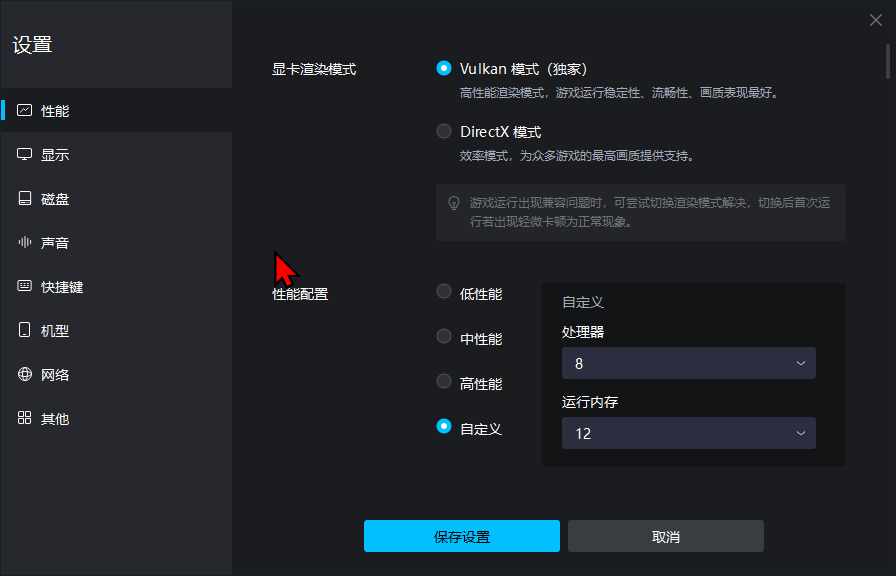 设置
性能
显示
磁盘
声音
快捷键
机型
网络
其他
显卡渲染模式
Vulkan 模式（独家）
高性能渲染模式，游戏运行稳定性、流畅性、画质表现最好。
DirectX 模式
效率模式，为众多游戏的最高画质提供支持。
游戏运行出现兼容问题时，可尝试切换渲染模式解决，切换后首次运
行若出现轻微卡顿为正常现象。
性能配置
低性能
中性能
高性能
自定义
自定义
处理器
8
运行内存
12
保存设置
取消